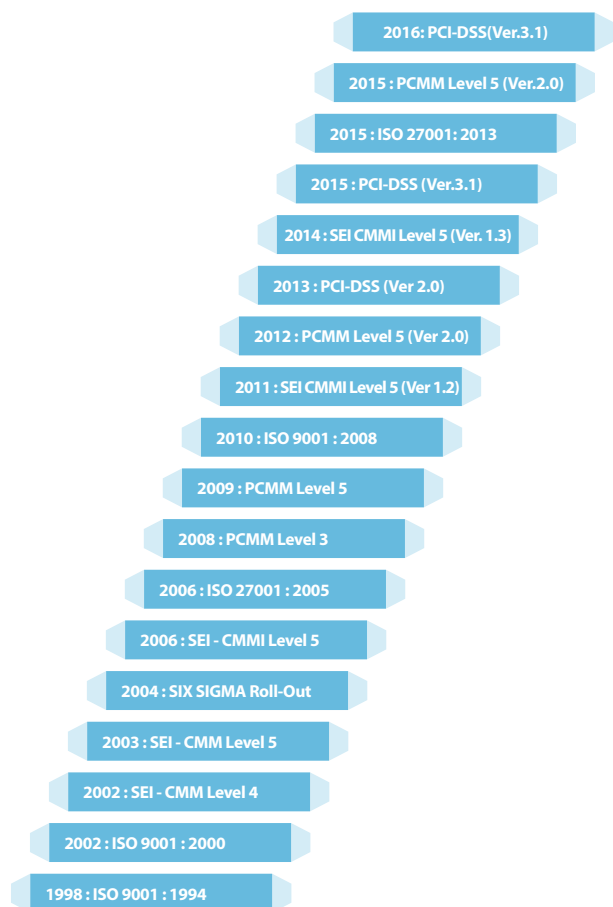 2016: PCI-DSS(Ver.3.1)
2015 : PCMM Level 5 (Ver.2.0)
2015 : ISO 27001: 2013
2015 : PCI-DSS (Ver.3.1)
2014 : SEI CMMI Level 5 (Ver. 1.3)
2013 : PCI-DSS (Ver 2.0)
2012 : PCMM Level 5 (Ver 2.0)
2011 : SEI CMMI Level 5 (Ver 1.2)
2010 : ISO 9001 : 2008
2009 : PCMM Level 5
2008 : PCMM Level 3
2006 : ISO 27001 : 2005
2006 : SEI - CMMI Level 5
2004 : SIX SIGMA Roll-Out
2003 : SEI - CMM Level 5
2002 : SEI - CMM Level 4
2002 : ISO 9001 : 2000
1998 : ISO 9001 : 1994